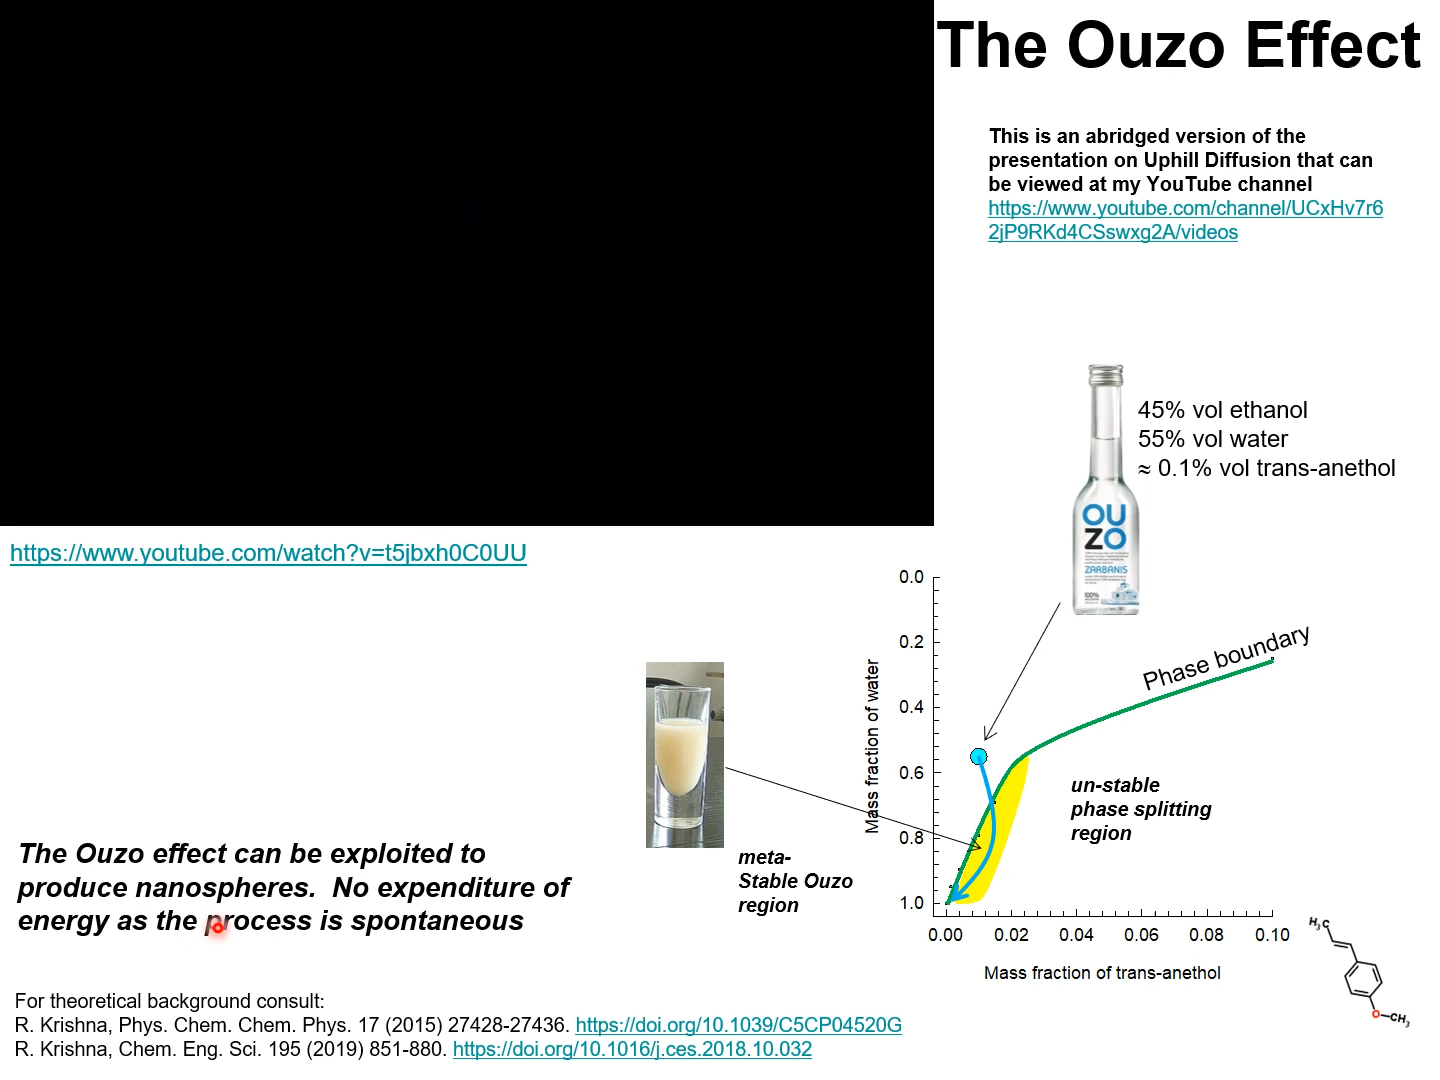 The Ouzo Effect
This is an abridged version of the
presentation on Uphill Diffusion that can
be viewed at my YouTube channel
https://www.youtube.com/channel/UCxHv7r6
2jP9RKd4CSswxg2A/videos
45% vol ethanol
55% vol water
≈ 0.1% vol trans-anethol
OU
ZO
ZARBANIS
100%
https://www.youtube.com/watch?v=t5jbxh0C0UU
0.0
0.2
0.4
0.6
0.8
1.0
Mass fraction of water
Phase boundary
un-stable
phase splitting
region
meta-
Stable Ouzo
region
0.00 0.02 0.04 0.06 0.08 0.10
Mass fraction of trans-anethol
H3C
O-CH3
The Ouzo effect can be exploited to
produce nanospheres. No expenditure of
energy as the process is spontaneous
For theoretical background consult:
R. Krishna, Phys. Chem. Chem. Phys. 17 (2015) 27428-27436. https://doi.org/10.1039/C5CP04520G
R. Krishna, Chem. Eng. Sci. 195 (2019) 851-880. https://doi.org/10.1016/j.ces.2018.10.032